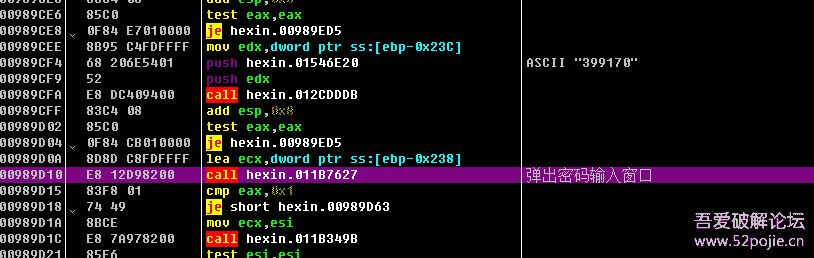 00989CE6 85C0 test eax,eax
00989CE8 0F84 E7010000 je hexin.00989ED5
00989CEE 8B95 C4FDFFFF mov edx,dword ptr ss:[ebp-0x23C]
00989CF4 68 206E5401 push hexin.01546E20 ASCII "399170"
00989CF9 52 push edx
00989CFA E8 DC409400 call hexin.012CDDDB
00989CFF 83C4 08 add esp,0x8
00989D02 85C0 test eax,eax
00989D04 0F84 CB010000 je hexin.00989ED5
00989D0A 8D8D C8FDFFFF lea ecx,dword ptr ss:[ebp-0x238]
00989D10 E8 12D98200 call hexin.011B7627 弹出密码输入窗口
00989D15 83F8 01 cmp eax,0x1
00989D18 74 49 je short hexin.00989D63
00989D1A 8BCE mov ecx,esi
00989D1C E8 7A978200 call hexin.011B349B
00989D21 85F6 test esi,esi
吾爱破解论坛
www.52pojie.cn